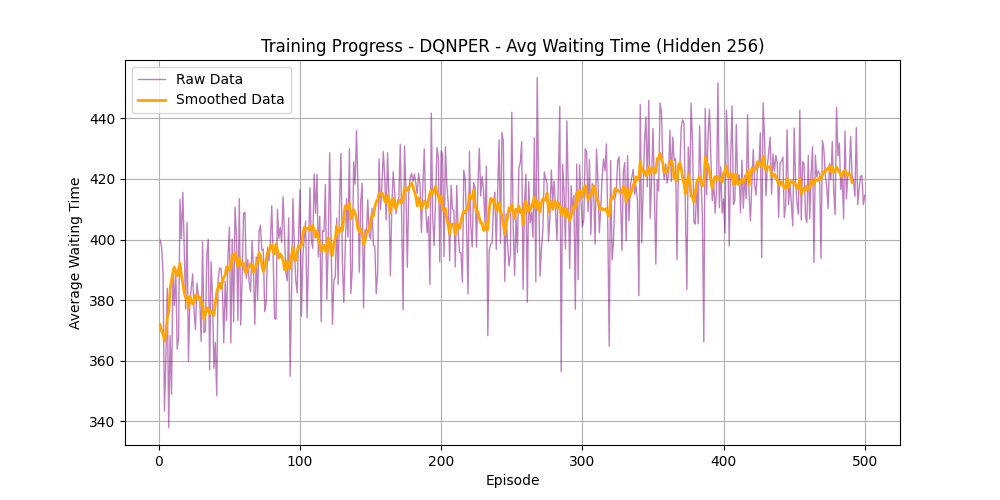 Training Progress - DQNPER - Avg Waiting Time (Hidden 256)
Raw Data
Smoothed Data
Average Waiting Time
440
420
400
380
360
340
0
100
200
300
400
500
Episode